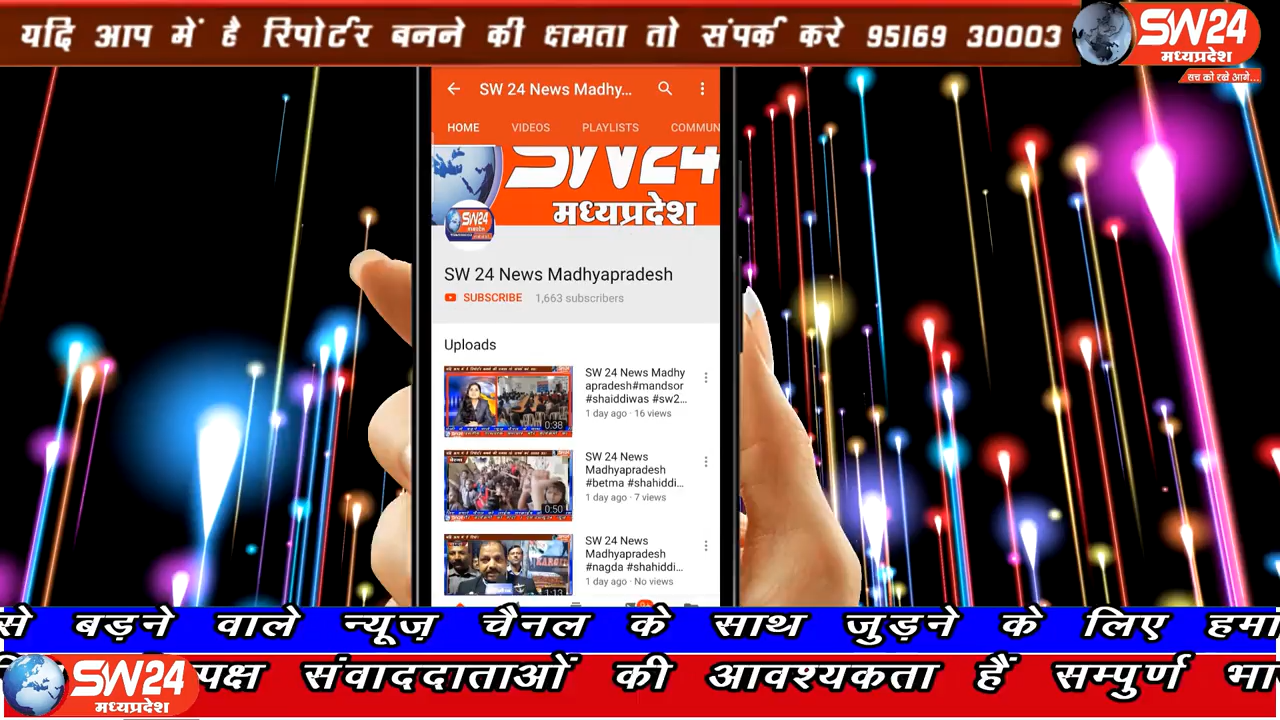 यदि आप में है रिपोर्टर बनने की क्षमता तो संपर्क करे 95169 30003
SW24
मध्यप्रदेश
सच को रखे आगे...
SW 24 News Madhy...
HOME VIDEOS PLAYLISTS COMMUN
SW24
मध्यप्रदेश
SW24
SW 24 News Madhyapradesh
SUBSCRIBE 1,663 subscribers
Uploads
SW 24 News Madhy
apradesh#mandsor
#shaiddiwas #sw2...
1 day ago · 16 views
0:38
SW 24 News
Madhyapradesh
#betma #shahiddi...
1 day ago · 7 views
0:50
SW 24 News
Madhyapradesh
#nagda #shahiddi...
1 day ago · No views
1:13
से बड़ने वाले न्यूज़ चैनल के साथ जुड़ने के लिए हमा
पक्ष संवाददाताओं की आवश्यकता हैं सम्पुर्ण भा
SW24
मध्यप्रदेश